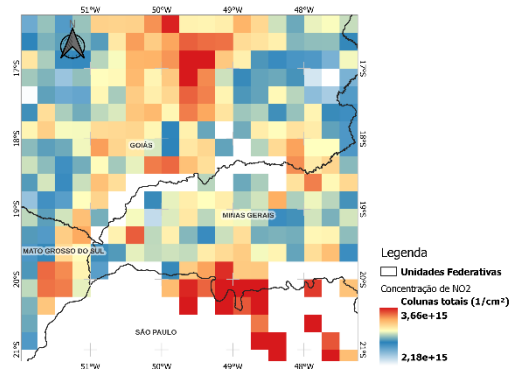 51°W 50°W 49°W 48°W
17°S 17°S
18°S 18°S
GOIÁS
19°S 19°S
MINAS GERAIS
MATO GROSSO DO SUL
20°S 20°S
SÃO PAULO
21°S 21°S
51°W 50°W 49°W 48°W
Legenda
Unidades Federativas
Concentração de NO2
Colunas totais (1/cm²)
3,66e+15
2,18e+15